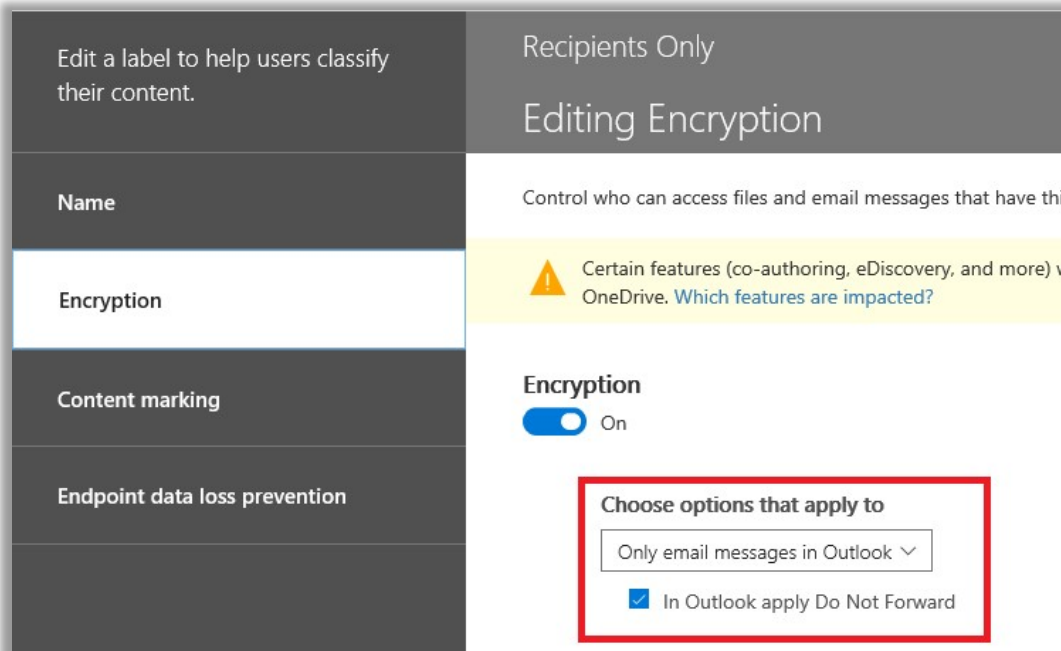 Edit a label to help users classify
their content.
Name
Encryption
Content marking
Endpoint data loss prevention
Recipients Only
Editing Encryption
Control who can access files and email messages that have
Certain features (co-authoring, eDiscovery, and more)
OneDrive. Which features are impacted?
Encryption
On
Choose options that apply to
Only email messages in Outlook
In Outlook apply Do Not Forward